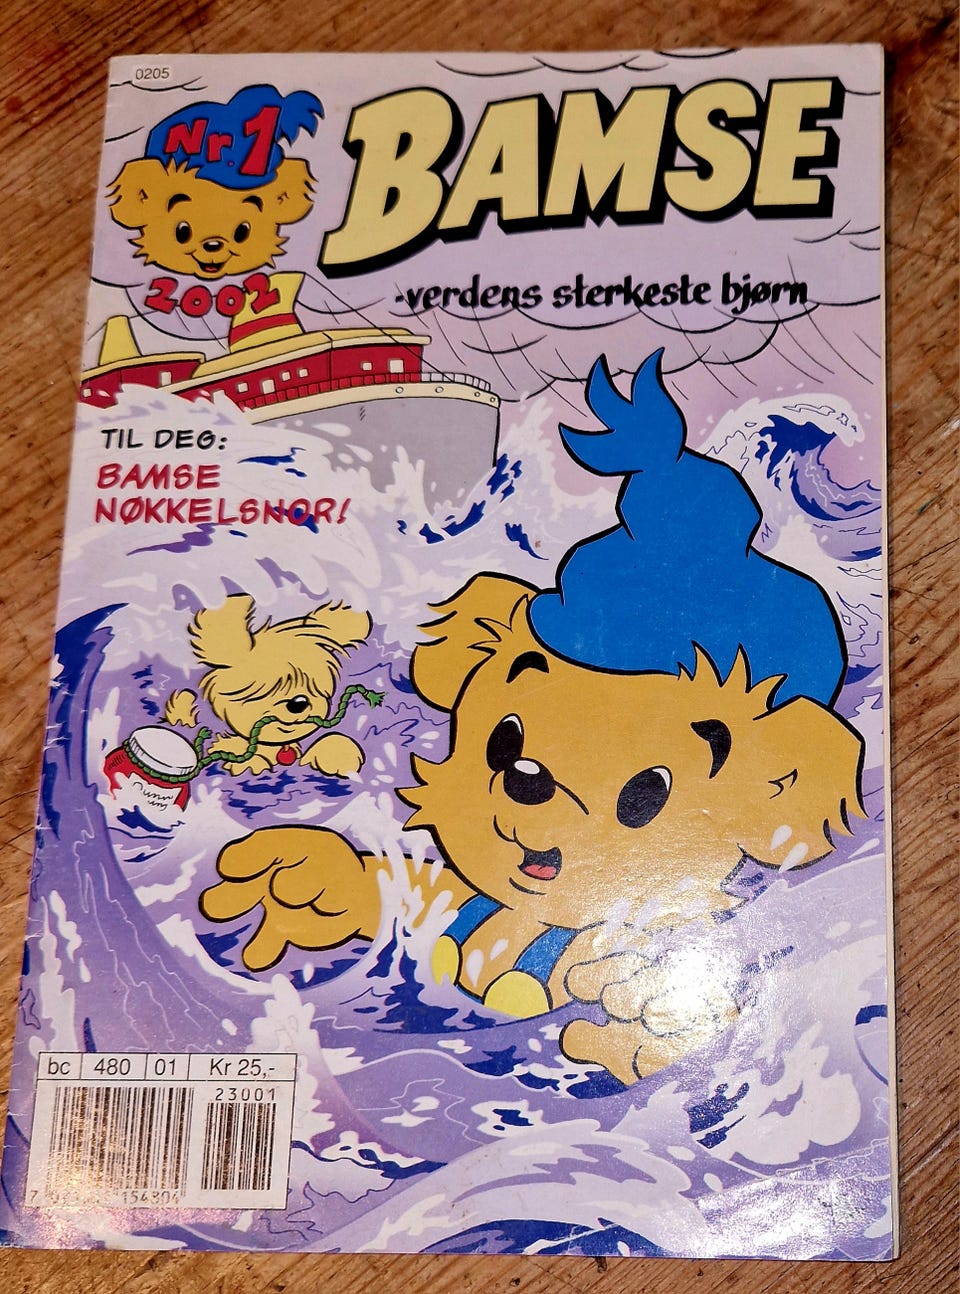 0205
Nr.1
BAMSE
2002
-verdens sterkeste bjørn
TIL DEG:
BAMSE
NØKKELSNOR!
bc 480 01 Kr 25,-
23001